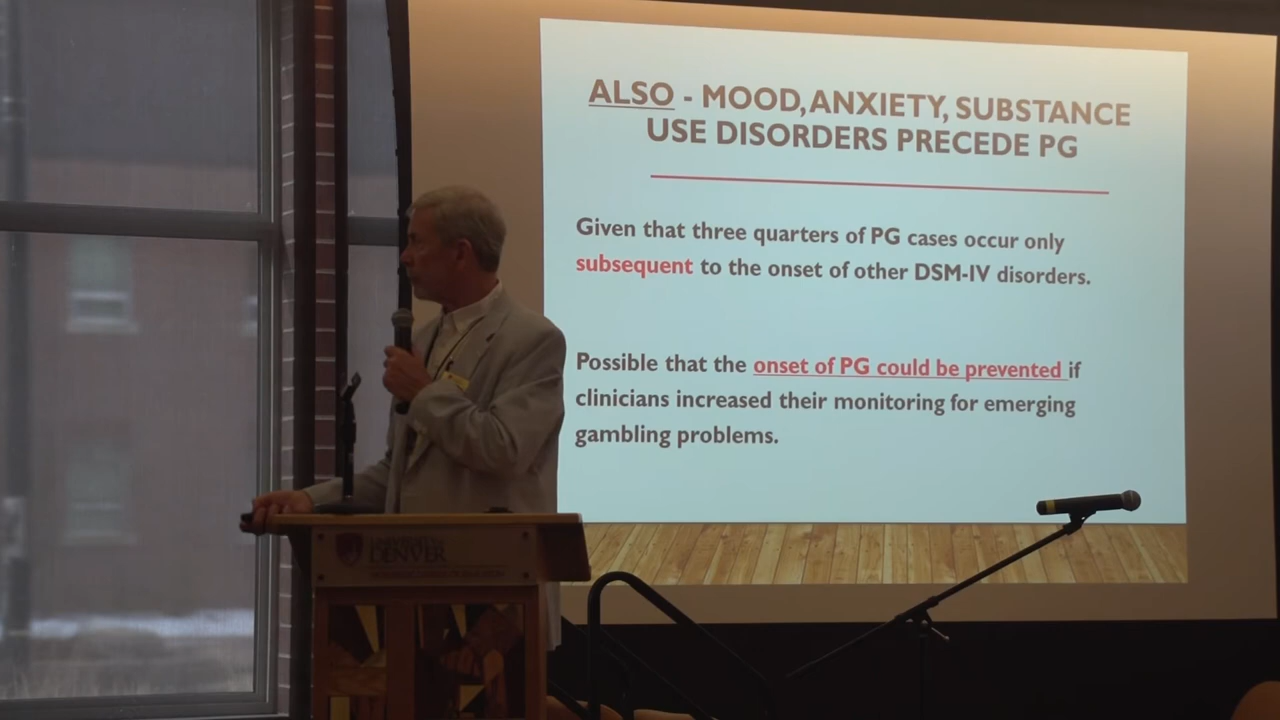 ALSO - MOOD, ANXIETY, SUBSTANCE
USE DISORDERS PRECEDE PG
Given that three quarters of PG cases occur only
subsequent to the onset of other DSM-IV disorders.
Possible that the onset of PG could be prevented if
clinicians increased their monitoring for emerging
gambling problems.
UNIVERSITY OF
DENVER